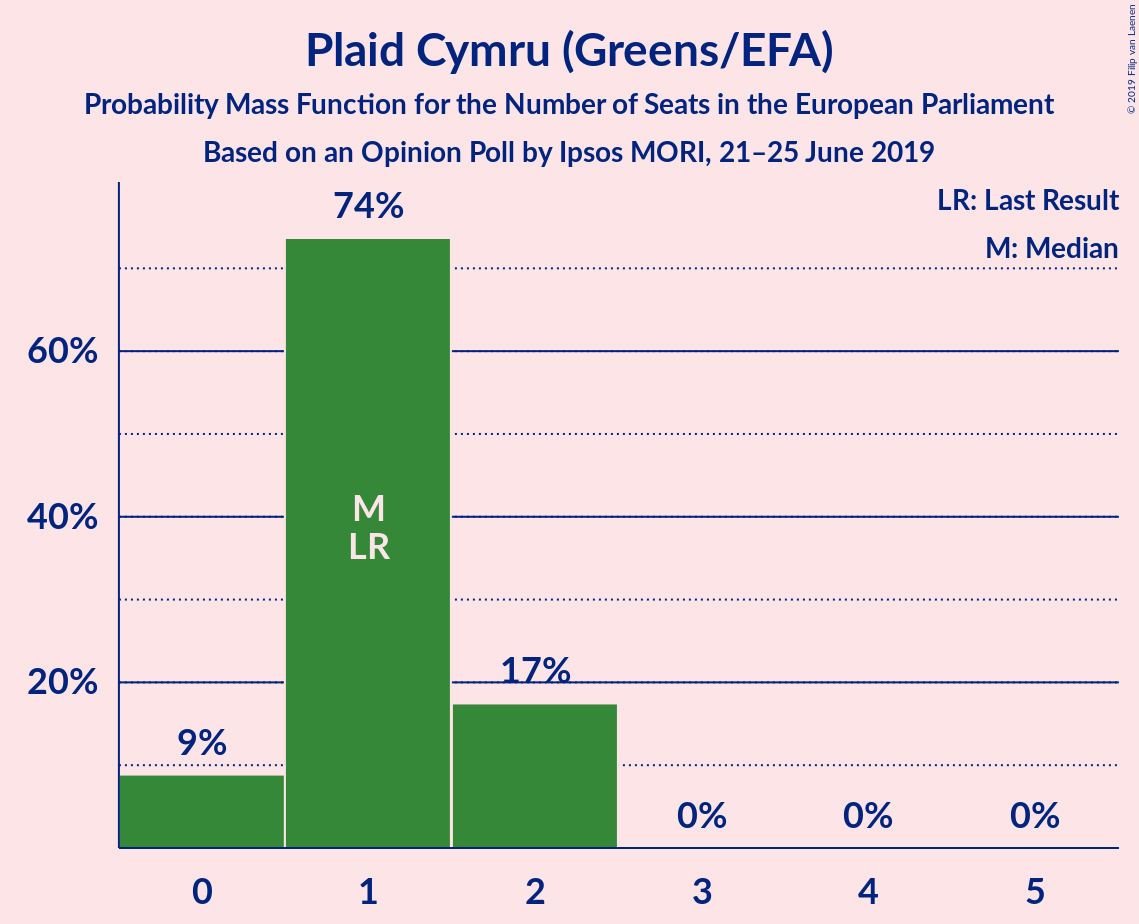 Plaid Cymru (Greens/EFA)
Probability Mass Function for the Number of Seats in the European Parliament
Based on an Opinion Poll by Ipsos MORI, 21–25 June 2019
© 2019 Filip van Laenen
LR: Last Result
M: Median
74%
60%
M
40%
LR
17%
20%
9%
0% 0% 0%
0 1 2 3 4 5